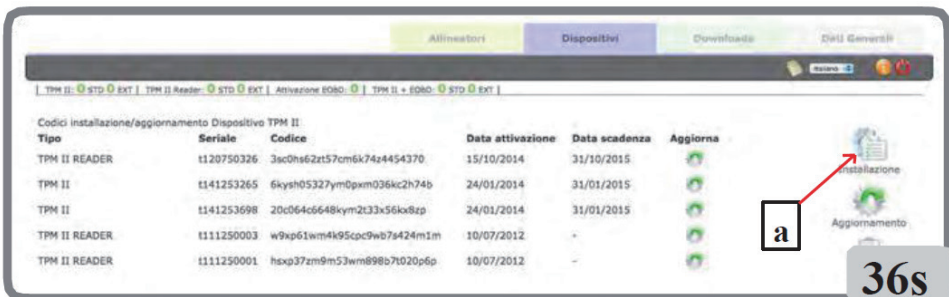 Allineatori Dispositivi Downloads Dati Generali
Italiano
| TPM II: 0 STD 0 EXT | TPM II Reader: 0 STD 0 EXT | Attivazione EOBD: 0 | TPM II + EOBD: 0 STD 0 EXT |
Codici installazione/aggiornamento Dispositivo TPM II
Tipo Seriale Codice Data attivazione Data scadenza Aggiorna
TPM II READER t120750326 3sc0hs62zt57cm6k74z4454370 15/10/2014 31/10/2015
TPM II t141253265 6kysh05327ym0pxm036kc2h74b 24/01/2014 31/01/2015
TPM II t141253698 20c064c6648kym2t33x56kx8zp 24/01/2014 31/01/2015
TPM II READER t111250003 w9xp61wm4k95cpc9wb7s424m1m 10/07/2012 -
TPM II READER t111250001 hsxp37zm9m53wm898b7t020p6p 10/07/2012 -
Installazione
Aggiornamento
a
36s